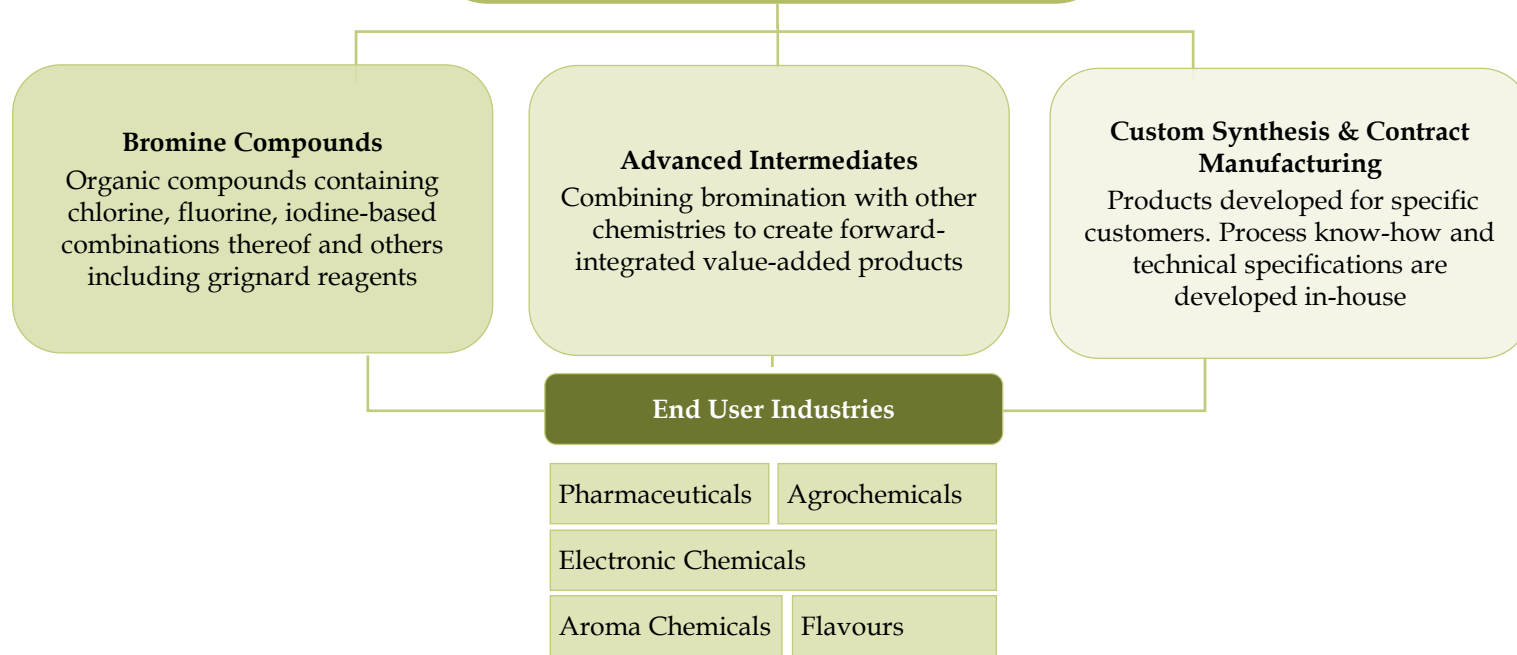 Bromine Compounds
Organic compounds containing
chlorine, fluorine, iodine-based
combinations thereof and others
including grignard reagents
Advanced Intermediates
Combining bromination with other
chemistries to create forward-
integrated value-added products
Custom Synthesis & Contract
Manufacturing
Products developed for specific
customers. Process know-how and
technical specifications are
developed in-house
End User Industries
Pharmaceuticals
Agrochemicals
Electronic Chemicals
Aroma Chemicals
Flavours